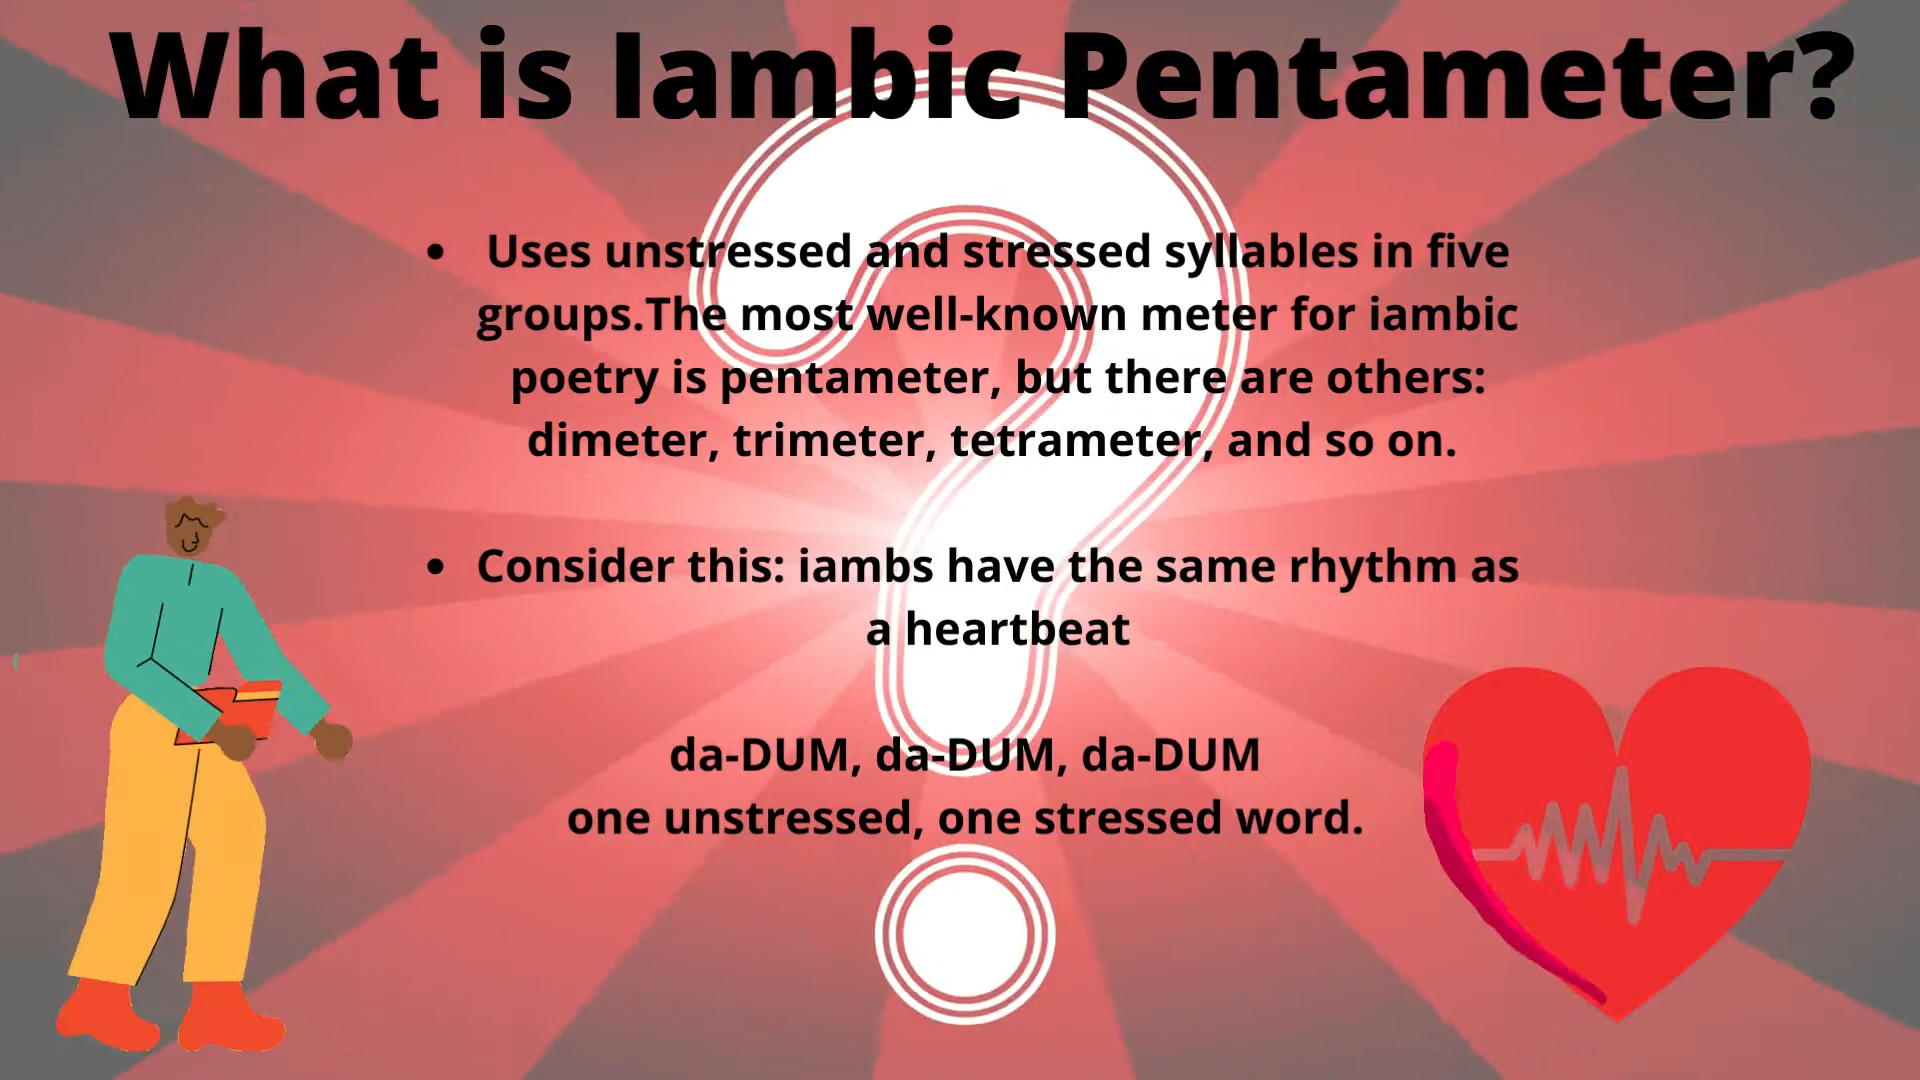 What is Iambic Pentameter?
• Uses unstressed and stressed syllables in five
groups.The most well-known meter for iambic
poetry is pentameter, but there are others:
dimeter, trimeter, tetrameter, and so on.
• Consider this: iambs have the same rhythm as
a heartbeat
da-DUM, da-DUM, da-DUM
one unstressed, one stressed word.